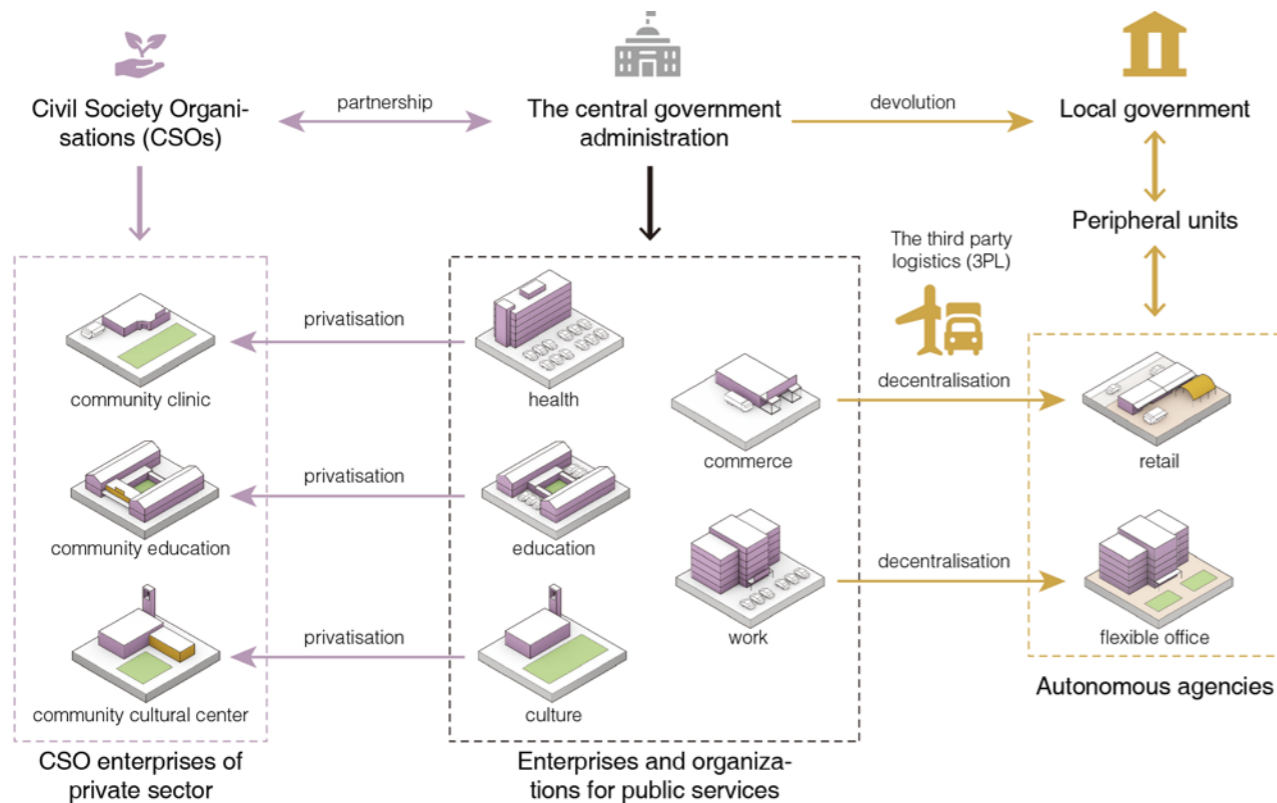 Civil Society Organi-
sations (CSOs)
partnership
The central government
administration
devolution
Local government
Peripheral units
The third party
logistics (3PL)
privatisation
community clinic
health
decentralisation
commerce
retail
privatisation
community education
education
decentralisation
work
flexible office
privatisation
community cultural center
culture
Autonomous agencies
CSO enterprises of
private sector
Enterprises and organiza-
tions for public services